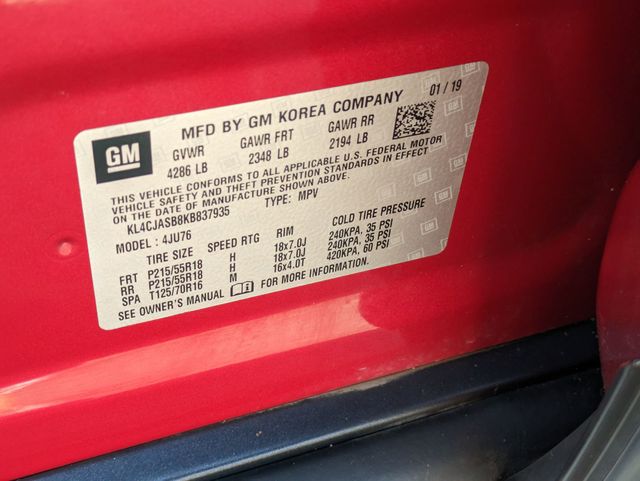 MFD BY GM KOREA COMPANY 01 / 19
GM
GVWR GAWR FRT GAWR RR
4286 LB 2348 LB 2194 LB
THIS VEHICLE CONFORMS TO ALL APPLICABLE U.S. FEDERAL MOTOR
VEHICLE SAFETY AND THEFT PREVENTION STANDARDS IN EFFECT
ON THE DATE OF MANUFACTURE SHOWN ABOVE.
KL4CJASB8KB837935 TYPE: MPV
MODEL : 4JU76
TIRE SIZE SPEED RTG RIM COLD TIRE PRESSURE
FRT P215/55R18 H 18x7.0J 240KPA, 35 PSI
RR P215/55R18 H 18x7.0J 240KPA, 35 PSI
SPA T125/70R16 M 16x4.0T 420KPA, 60 PSI
SEE OWNER'S MANUAL FOR MORE INFORMATION.